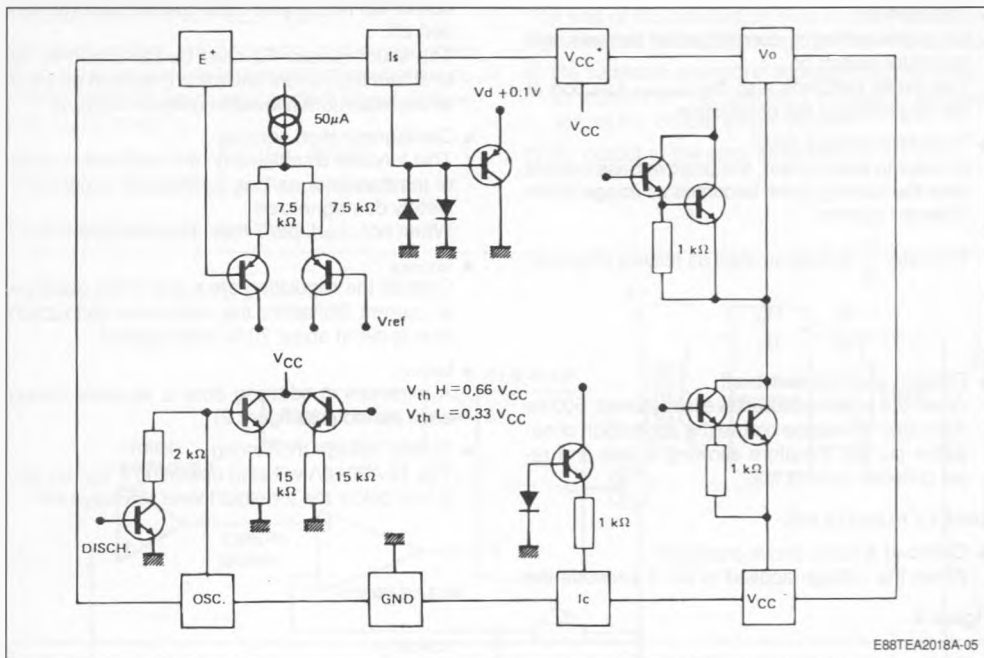 E
Is
VCC+
Vo
50µA
Vd + 0.1V
VCC
7.5 kΩ
7.5 kΩ
1 kΩ
Vref
VCC
Vth H = 0,66 VCC
Vth L = 0,33 VCC
2 kΩ
15 kΩ
15 kΩ
1 kΩ
1 kΩ
DISCH.
OSC.
GND
Ic
VCC-
E88TEA2018A-05